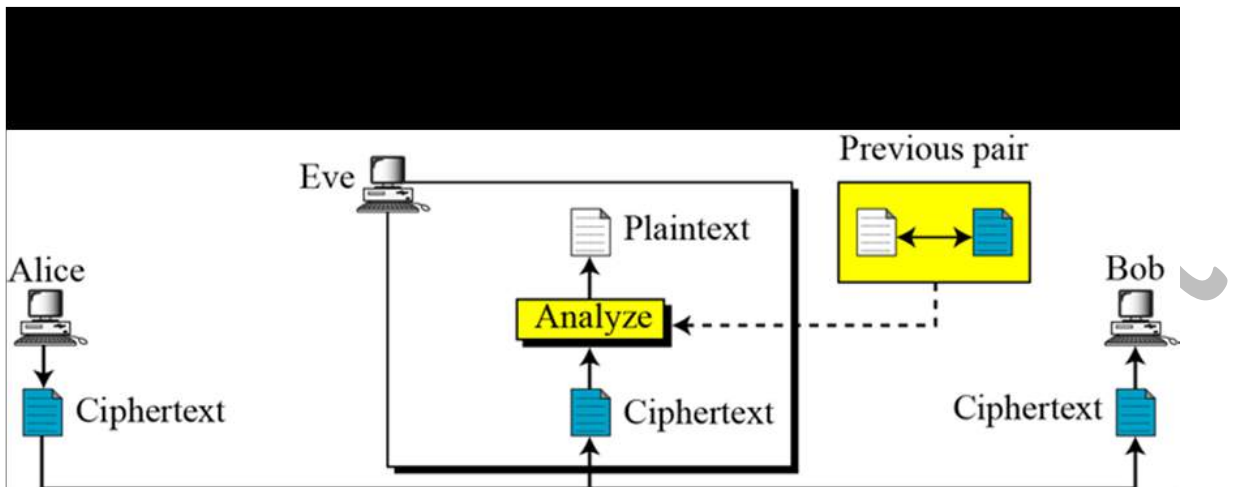 Previous pair
Eve
Plaintext
Alice
Bob
Analyze
Ciphertext
Ciphertext
Ciphertext